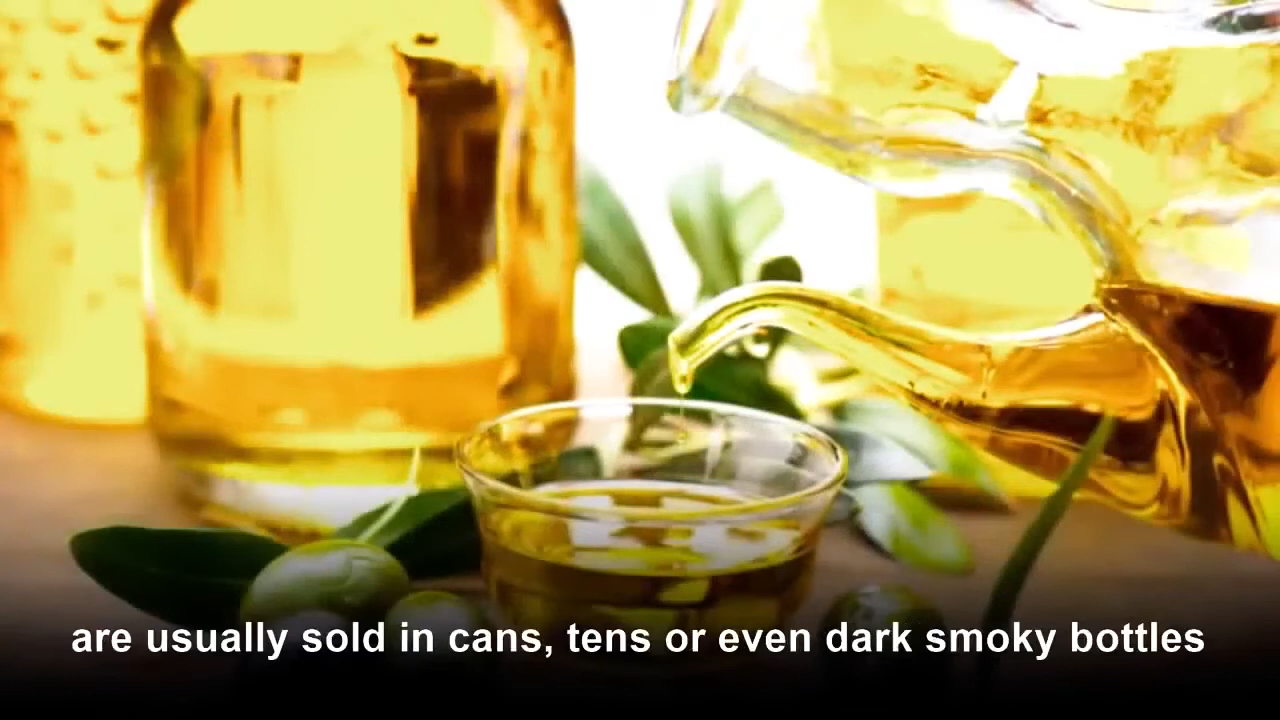 are usually sold in cans, tens or even dark smoky bottles